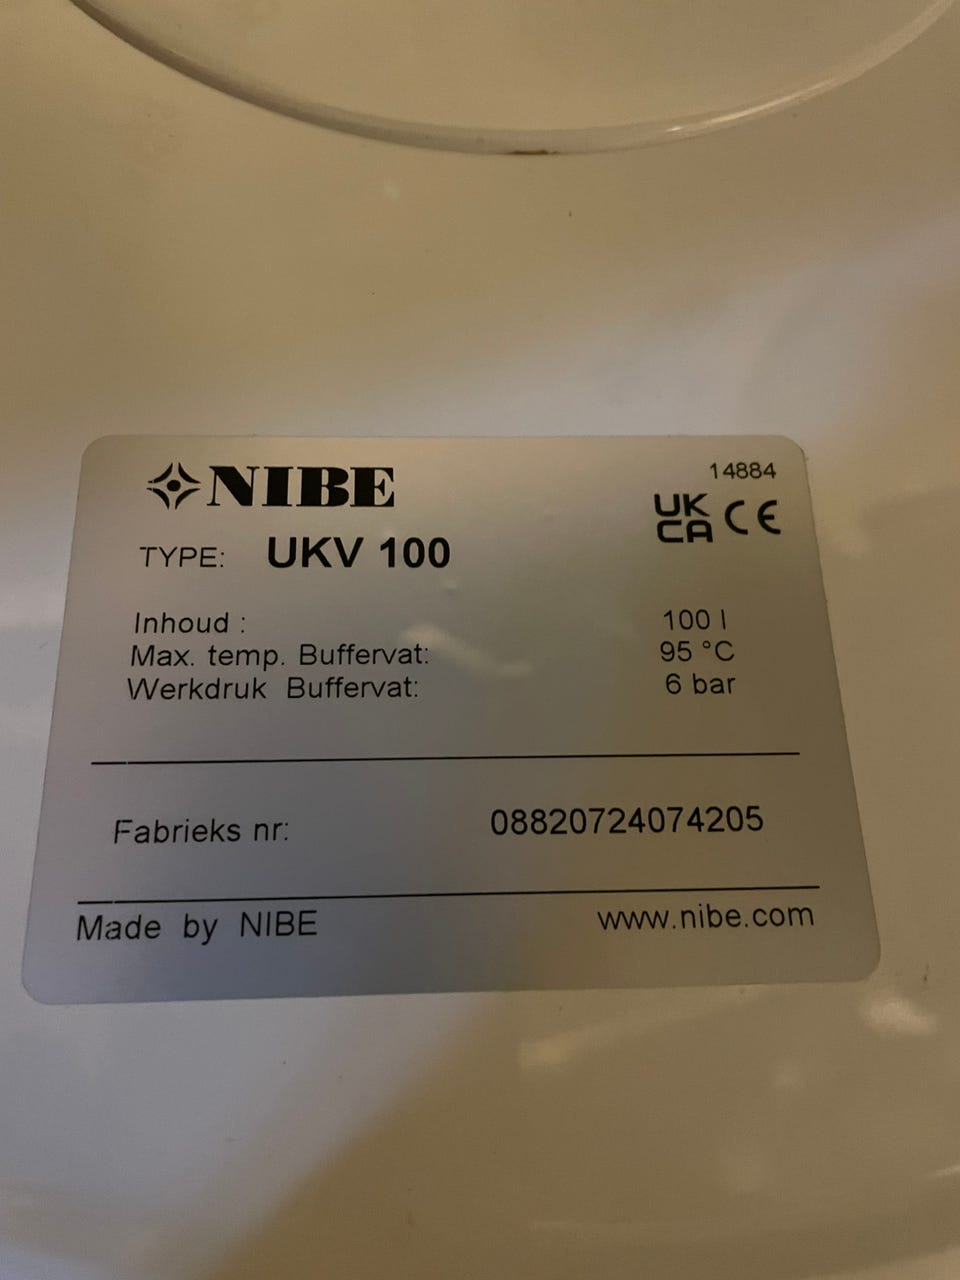 NIBE
14884
UK CA CE
TYPE: UKV 100
Inhoud : 100 l
Max. temp. Buffervat: 95 °C
Werkdruk Buffervat: 6 bar
Fabrieks nr: 08820724074205
Made by NIBE www.nibe.com